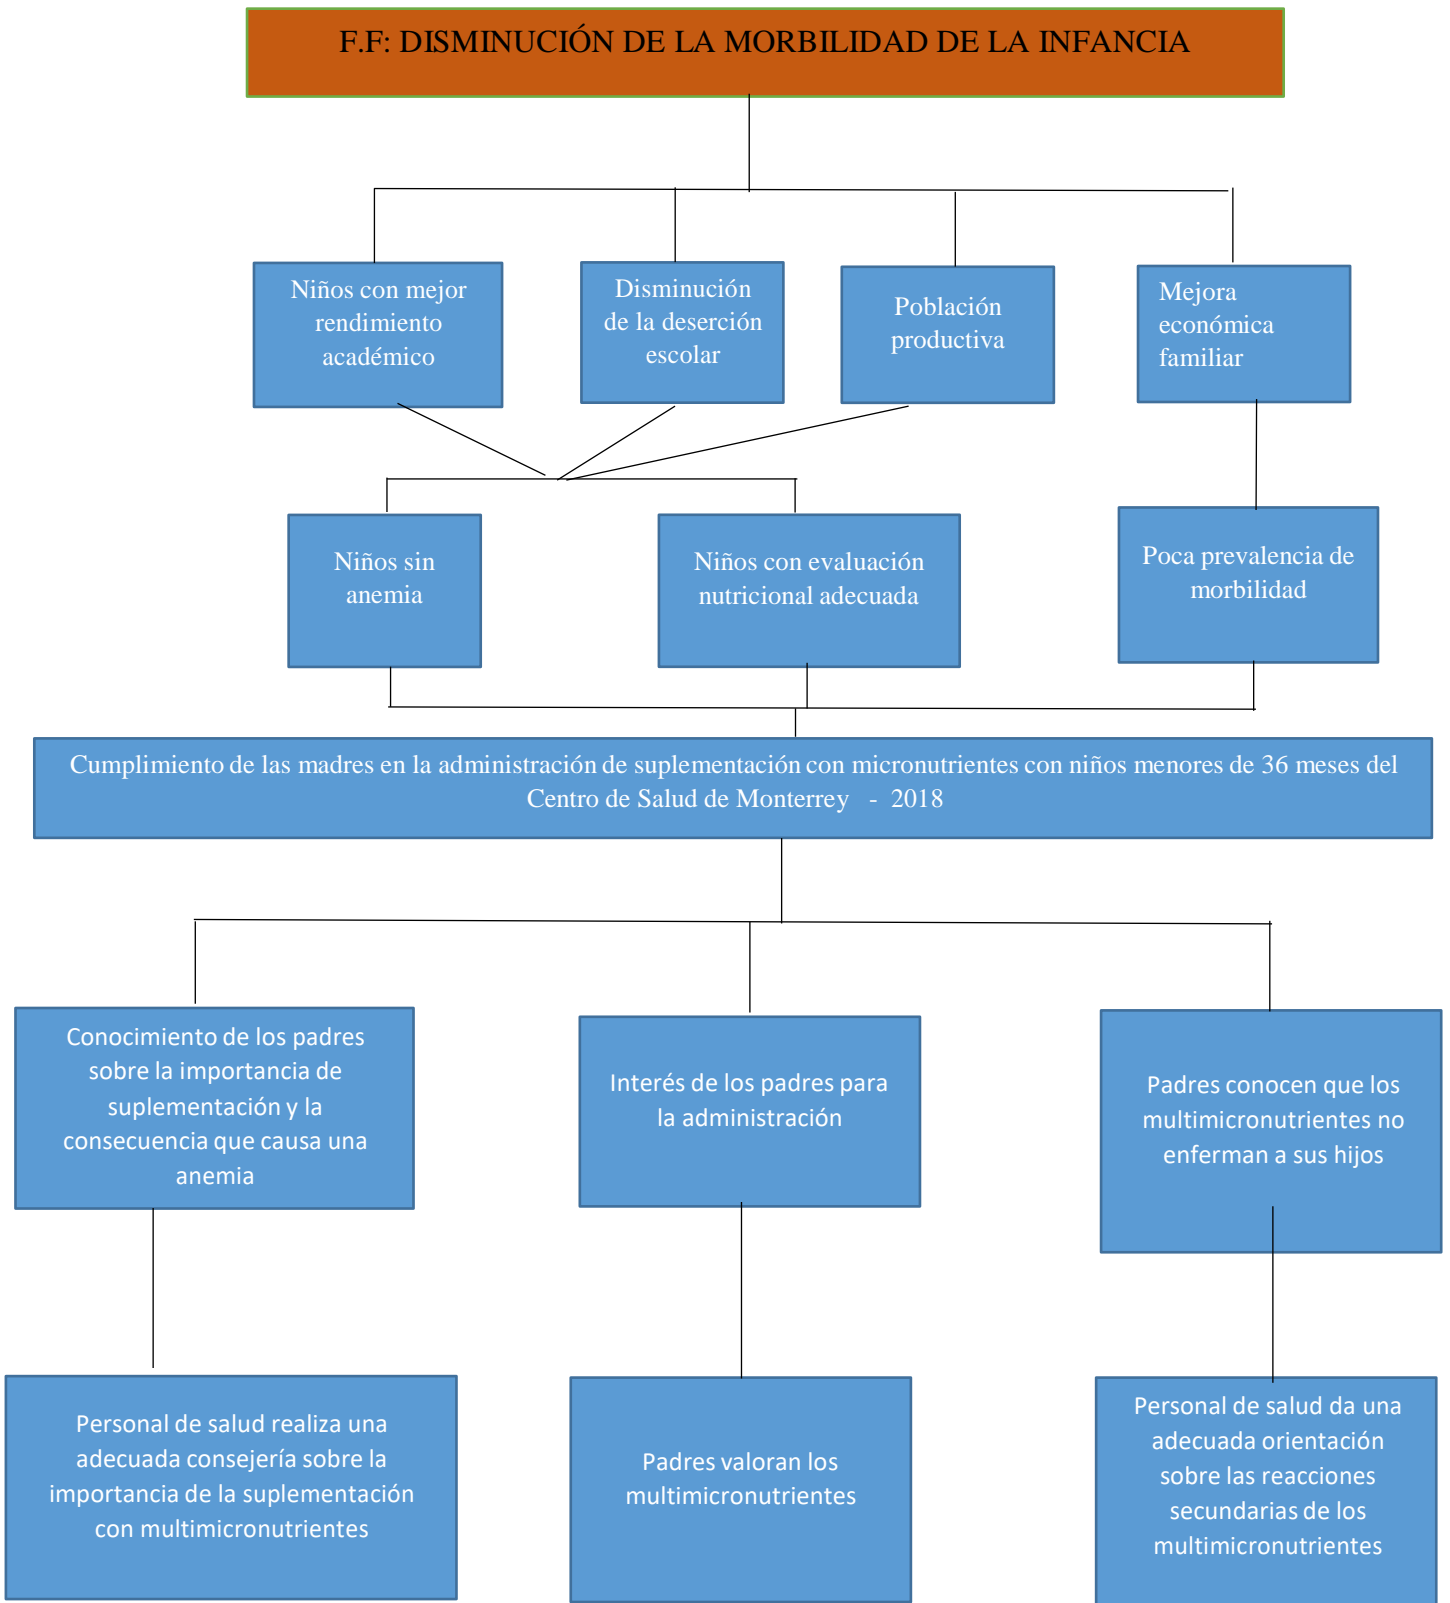 F.F: DISMINUCIÓN DE LA MORBILIDAD DE LA INFANCIA
Niños con mejor
rendimiento
académico
Disminución
de la deserción
escolar
Población
productiva
Mejora
económica
familiar
Niños sin
anemia
Niños con evaluación
nutricional adecuada
Poca prevalencia de
morbilidad
Cumplimiento de las madres en la administración de suplementación con micronutrientes con niños menores de 36 meses del
Centro de Salud de Monterrey - 2018
Conocimiento de los padres
sobre la importancia de
suplementación y la
consecuencia que causa una
anemia
Interés de los padres para
la administración
Padres conocen que los
multimicronutrientes no
enferman a sus hijos
Personal de salud realiza una
adecuada consejería sobre la
importancia de la suplementación
con multimicronutrientes
Padres valoran los
multimicronutrientes
Personal de salud da una
adecuada orientación
sobre las reacciones
secundarias de los
multimicronutrientes